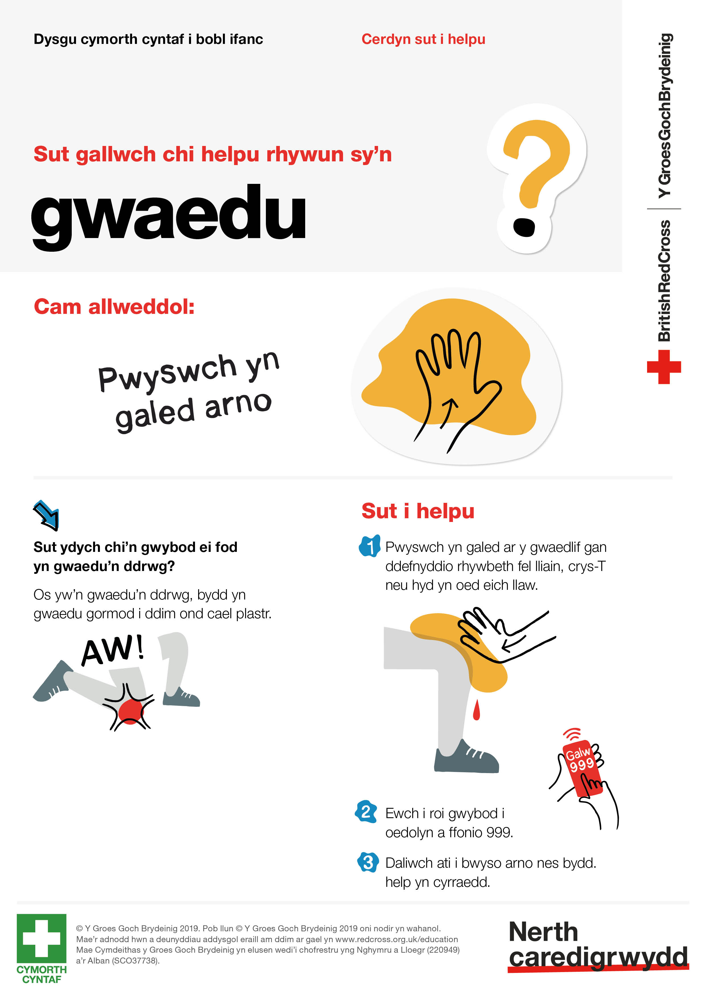 Dysgu cymorth cyntaf i bobl ifanc
Cerdyn sut i helpu
Y GroesGochBrydeinig
BritishRedCross
Sut gallwch chi helpu rhywun sy’n
gwaedu
?
Cam allweddol:
Pwyswch yn
galed arno
Sut ydych chi’n gwybod ei fod
yn gwaedu’n ddrwg?
Os yw’n gwaedu’n ddrwg, bydd yn
gwaedu gormod i ddim ond cael plastr.
AW!
Sut i helpu
1 Pwyswch yn galed ar y gwaedlif gan
ddefnyddio rhywbeth fel lliain, crys-T
neu hyd yn oed eich llaw.
Galw
999
2 Ewch i roi gwybod i
oedolyn a ffonio 999.
3 Daliwch ati i bwyso arno nes bydd.
help yn cyrraedd.
CYMORTH
CYNTAF
© Y Groes Goch Brydeinig 2019. Pob llun © Y Groes Goch Brydeinig 2019 oni nodir yn wahanol.
Mae’r adnodd hwn a deunyddiau addysgol eraill am ddim ar gael yn www.redcross.org.uk/education
Mae Cymdeithas y Groes Goch Brydeinig yn elusen wedi’i chofrestru yng Nghymru a Lloegr (220949)
a’r Alban (SCO37738).
Nerth
caredigrwydd